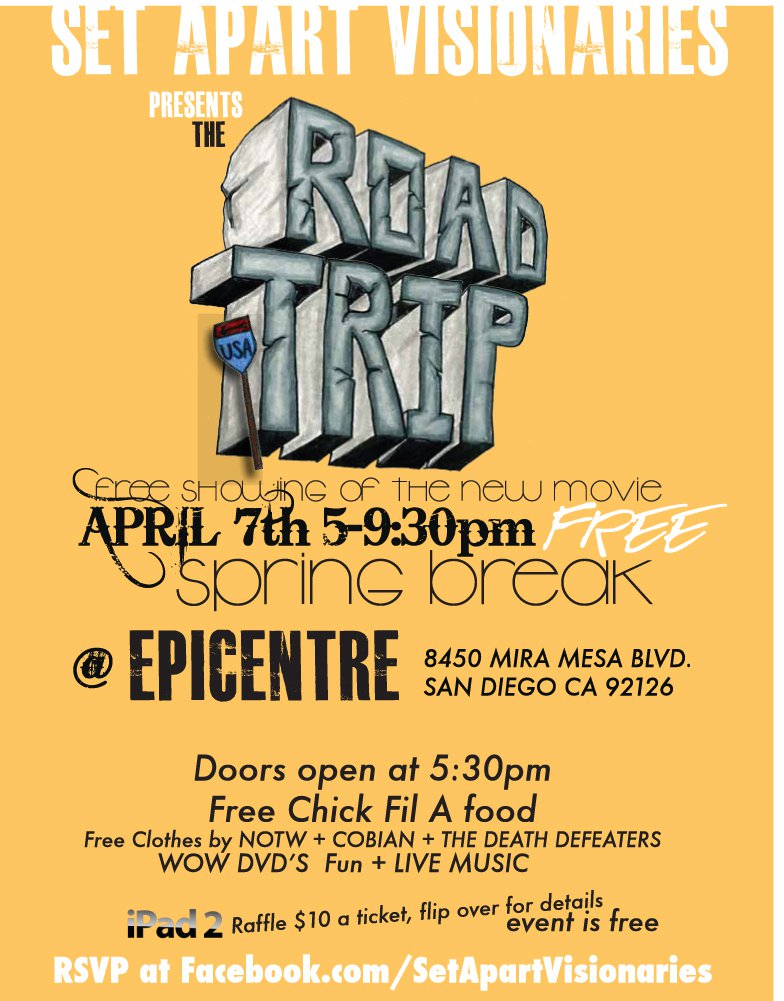 SET APART VISIONARIES
PRESENTS
THE
ROAD
TRIP
USA
FREE SHOWING OF THE NEW MOVIE
APRIL 7th 5-9:30pm FREE
SPRING BREAK
@ EPICENTRE
8450 MIRA MESA BLVD.
SAN DIEGO CA 92126
Doors open at 5:30pm
Free Chick Fil A food
Free Clothes by NOTW + COBIAN + THE DEATH DEFEATERS
WOW DVD'S Fun + LIVE MUSIC
iPad 2 Raffle $10 a ticket, flip over for details
event is free
RSVP at Facebook.com/SetApartVisionaries